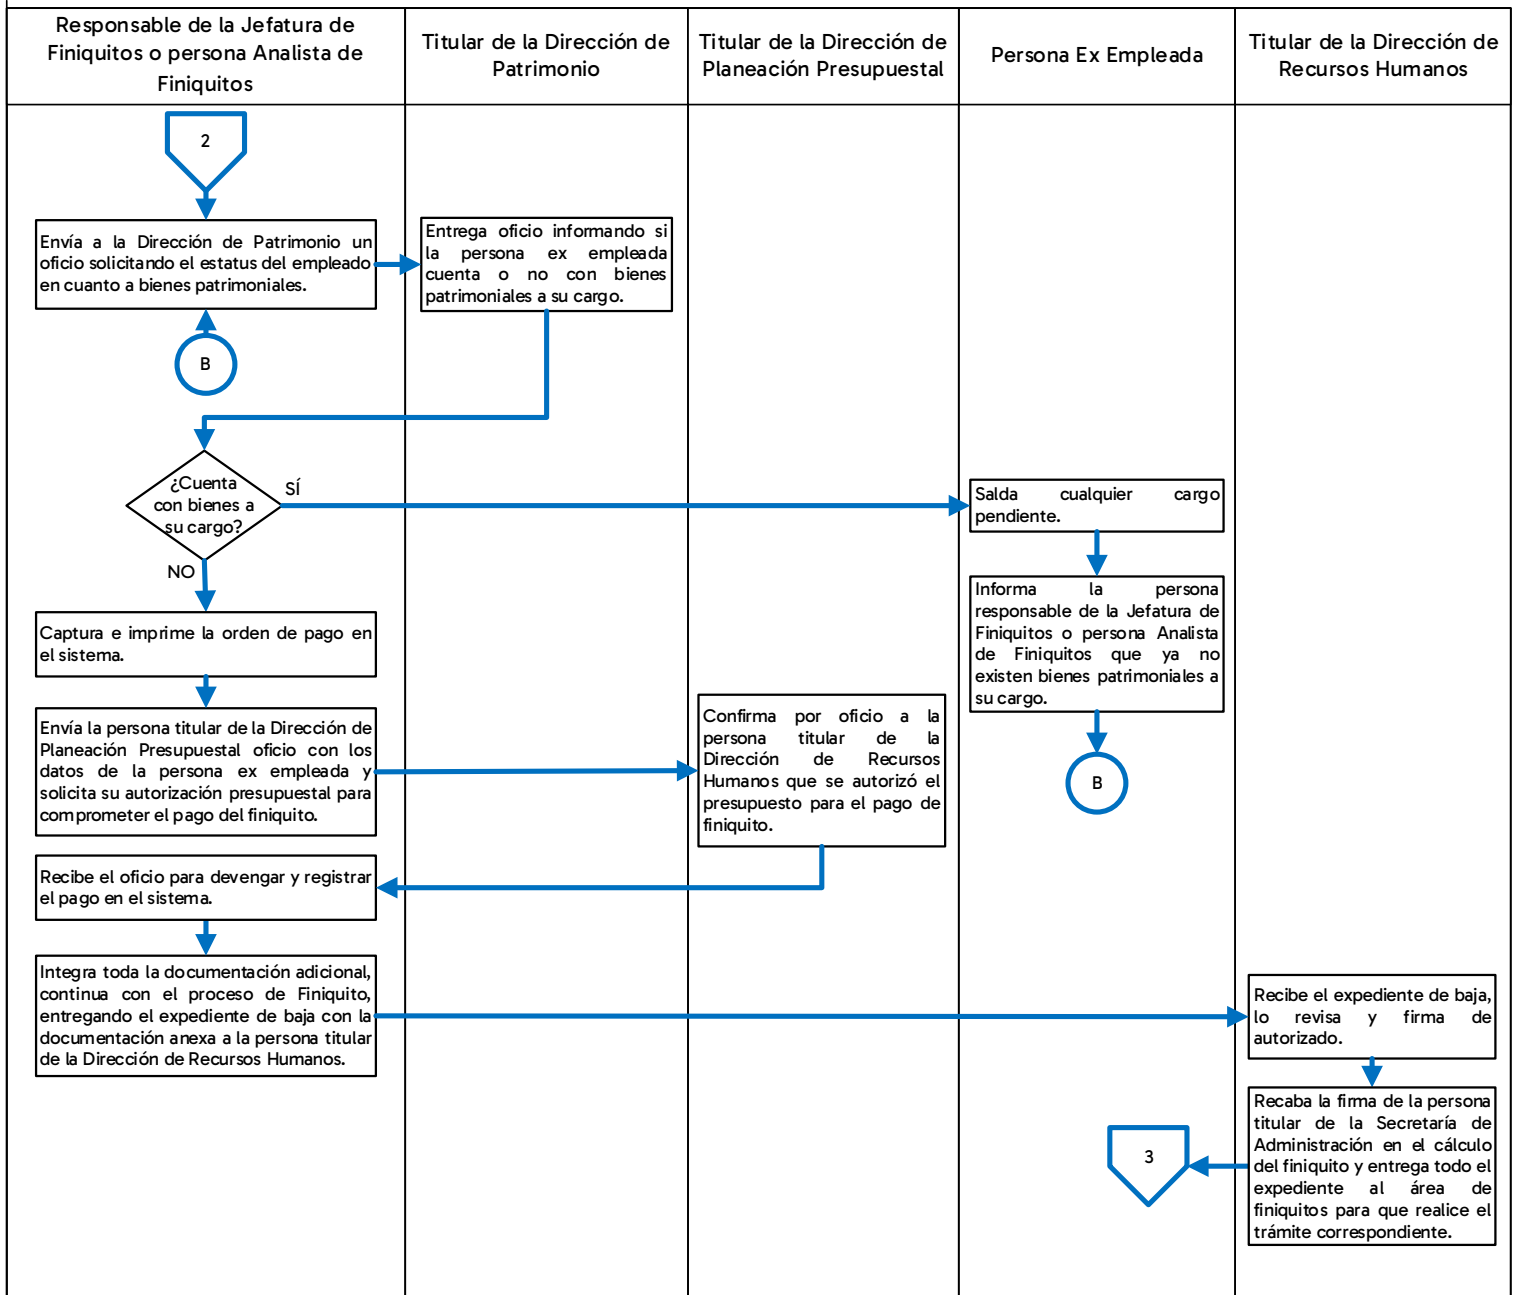 Responsable de la Jefatura de
Finiquitos o persona Analista de
Finiquitos
Titular de la Dirección de
Patrimonio
Titular de la Dirección de
Planeación Presupuestal
Persona Ex Empleada
Titular de la Dirección de
Recursos Humanos
2
Envía a la Dirección de Patrimonio un
oficio solicitando el estatus del empleado
en cuanto a bienes patrimoniales.
Entrega oficio informando si
la persona ex empleada
cuenta o no con bienes
patrimoniales a su cargo.
B
¿Cuenta
con bienes a
su cargo?
SÍ
NO
Salda cualquier cargo
pendiente.
Informa la persona
responsable de la Jefatura de
Finiquitos o persona Analista
de Finiquitos que ya no
existen bienes patrimoniales a
su cargo.
B
Captura e imprime la orden de pago en
el sistema.
Envía la persona titular de la Dirección de
Planeación Presupuestal oficio con los
datos de la persona ex empleada y
solicita su autorización presupuestal para
comprometer el pago del finiquito.
Confirma por oficio a la
persona titular de la
Dirección de Recursos
Humanos que se autorizó el
presupuesto para el pago de
finiquito.
Recibe el oficio para devengar y registrar
el pago en el sistema.
Integra toda la documentación adicional,
continua con el proceso de Finiquito,
entregando el expediente de baja con la
documentación anexa a la persona titular
de la Dirección de Recursos Humanos.
Recibe el expediente de baja,
lo revisa y firma de
autorizado.
Recaba la firma de la persona
titular de la Secretaría de
Administración en el cálculo
del finiquito y entrega todo el
expediente al área de
finiquitos para que realice el
trámite correspondiente.
3